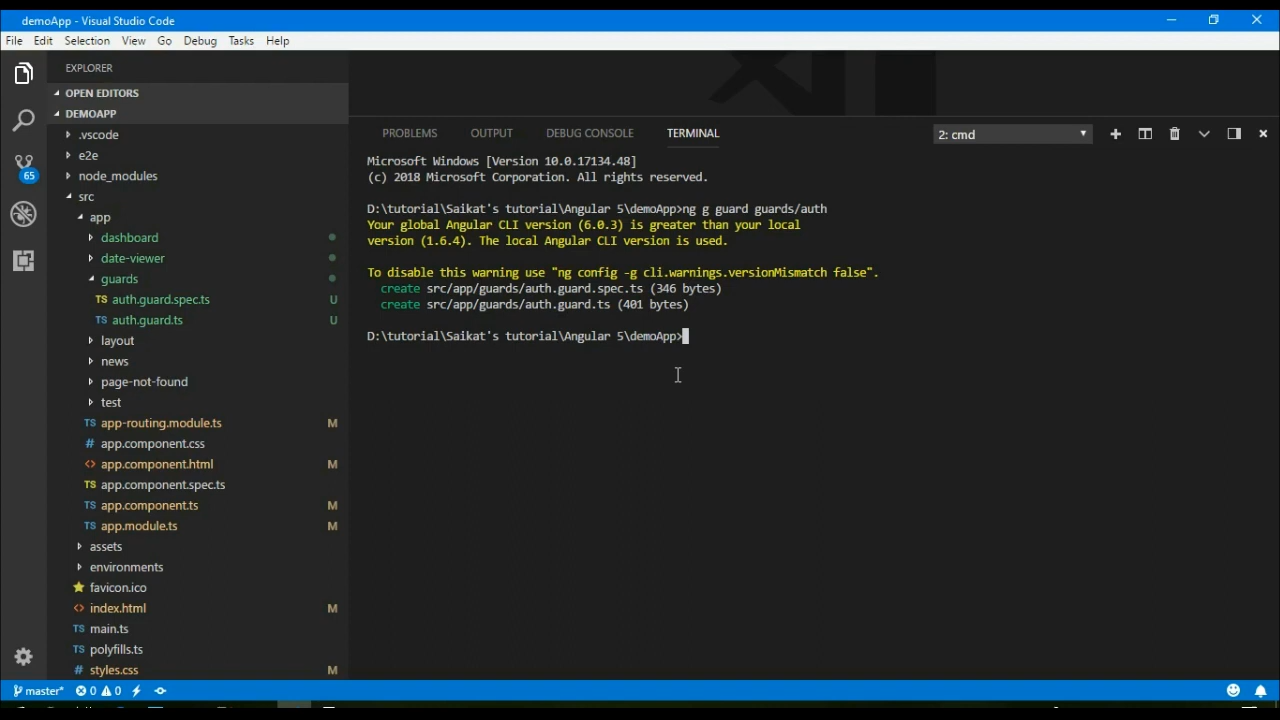 demoApp - Visual Studio Code
File Edit Selection View Go Debug Tasks Help
EXPLORER
OPEN EDITORS
DEMOAPP
.vscode
e2e
node_modules
65
src
app
dashboard
date-viewer
guards
auth.guard.spec.ts U
TS auth.guard.ts U
layout
news
page-not-found
test
TS app-routing.module.ts M
# app.component.css
<> app.component.html M
TS app.component.spec.ts
TS app.component.ts M
TS app.module.ts M
assets
environments
favicon.ico
<> index.html M
TS main.ts
TS polyfills.ts
# styles.css M
PROBLEMS OUTPUT DEBUG CONSOLE TERMINAL 2: cmd
Microsoft Windows [Version 10.0.17134.48]
(c) 2018 Microsoft Corporation. All rights reserved.
D:\tutorial\Saikat's tutorial\Angular 5\demoApp>ng g guard guards/auth
Your global Angular CLI version (6.0.3) is greater than your local
version (1.6.4). The local Angular CLI version is used.
To disable this warning use "ng config -g cli.warnings.versionMismatch false".
create src/app/guards/auth.guard.spec.ts (346 bytes)
create src/app/guards/auth.guard.ts (401 bytes)
D:\tutorial\Saikat's tutorial\Angular 5\demoApp>
master* 0 0